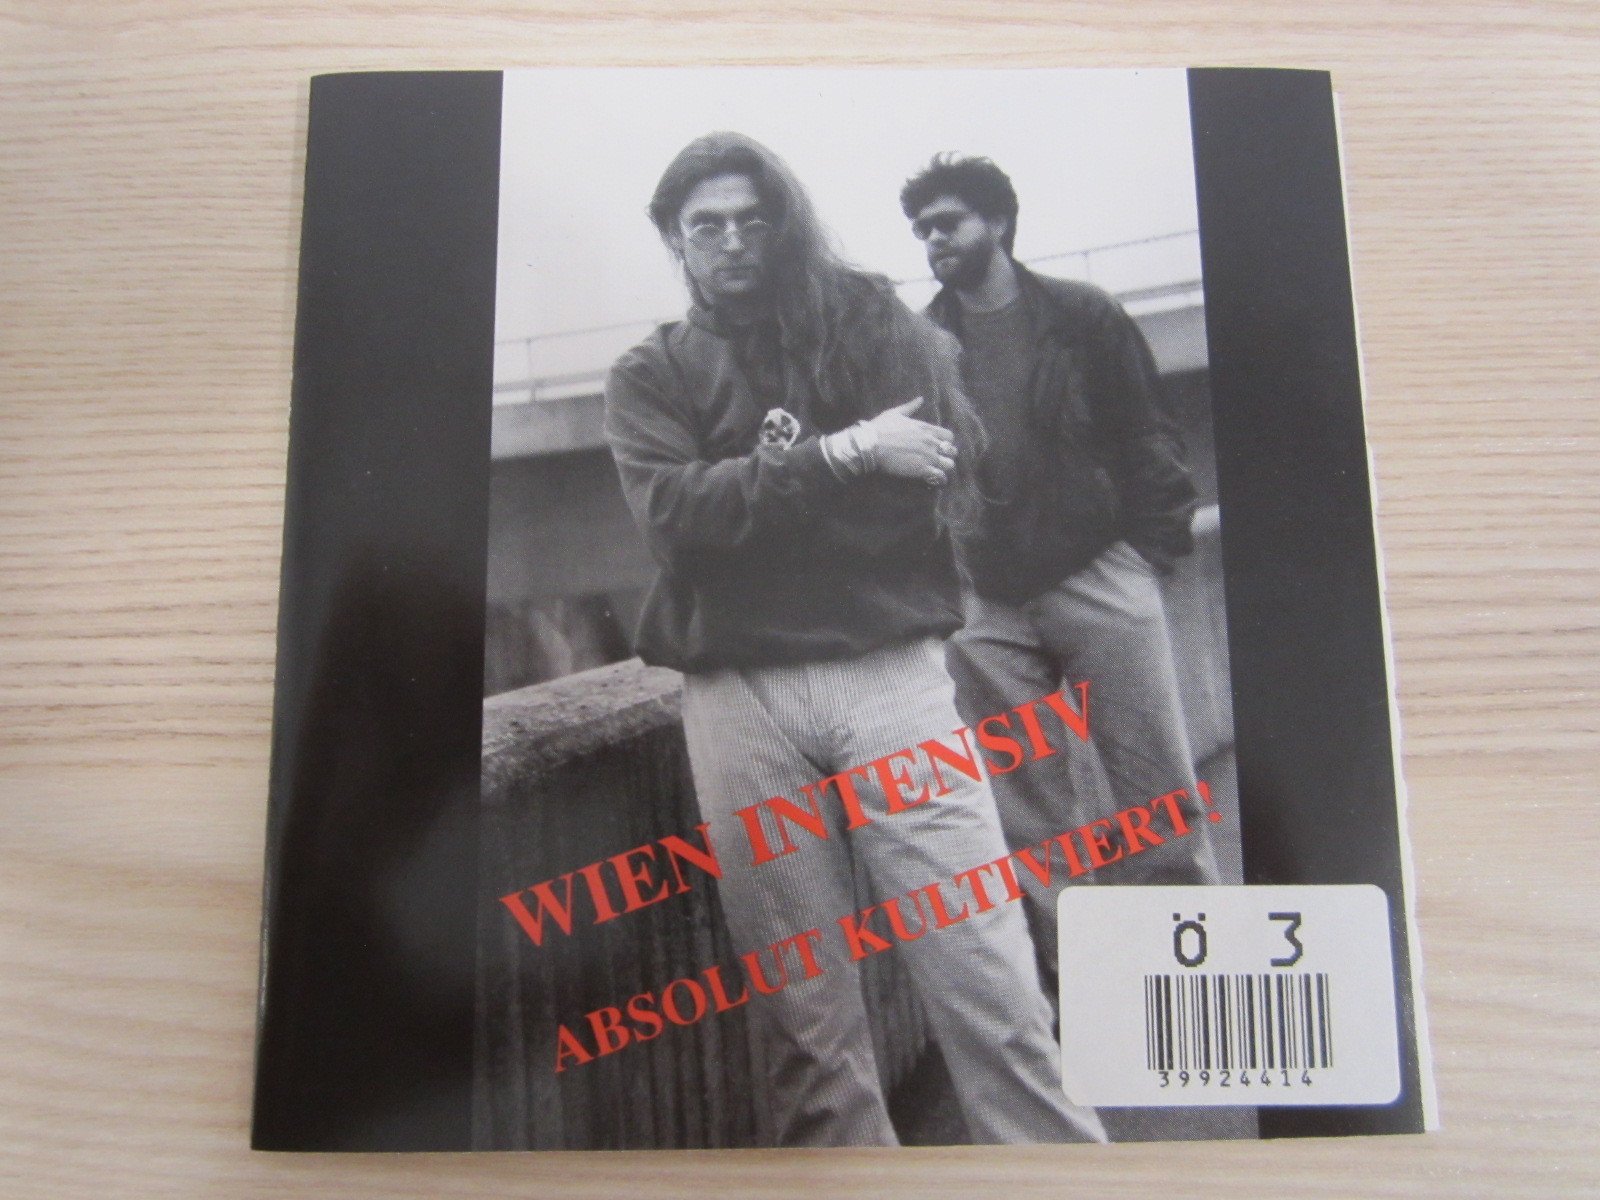 WIEN INTENSIV
ABSOLUT KULTIVIERT!
Ö 3
39924414